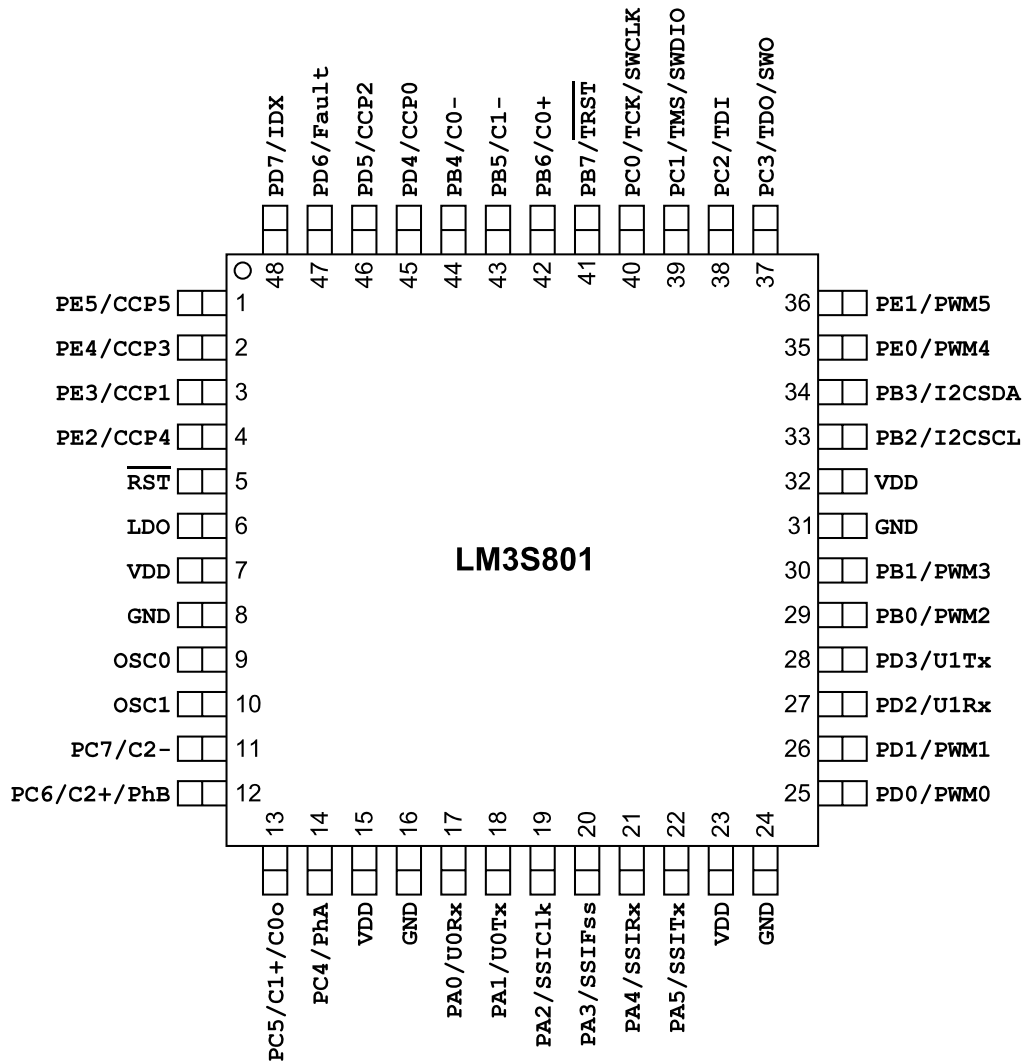 PD7/IDX
PD6/Fault
PD5/CCP2
PD4/CCP0
PB4/C0-
PB5/C1-
PB6/C0+
PB7/TRST
PC0/TCK/SWCLK
PC1/TMS/SWDIO
PC2/TDI
PC3/TDO/SWO
48
47
46
45
44
43
42
41
40
39
38
37
PE5/CCP5 1
PE4/CCP3 2
PE3/CCP1 3
PE2/CCP4 4
RST 5
LDO 6
VDD 7
GND 8
OSC0 9
OSC1 10
PC7/C2- 11
PC6/C2+/PhB 12
LM3S801
36 PE1/PWM5
35 PE0/PWM4
34 PB3/I2CSDA
33 PB2/I2CSCL
32 VDD
31 GND
30 PB1/PWM3
29 PB0/PWM2
28 PD3/U1Tx
27 PD2/U1Rx
26 PD1/PWM1
25 PD0/PWM0
13
14
15
16
17
18
19
20
21
22
23
24
PC5/C1+/C0o
PC4/PhA
VDD
GND
PA0/U0Rx
PA1/U0Tx
PA2/SSIClk
PA3/SSIFss
PA4/SSIRx
PA5/SSITx
VDD
GND